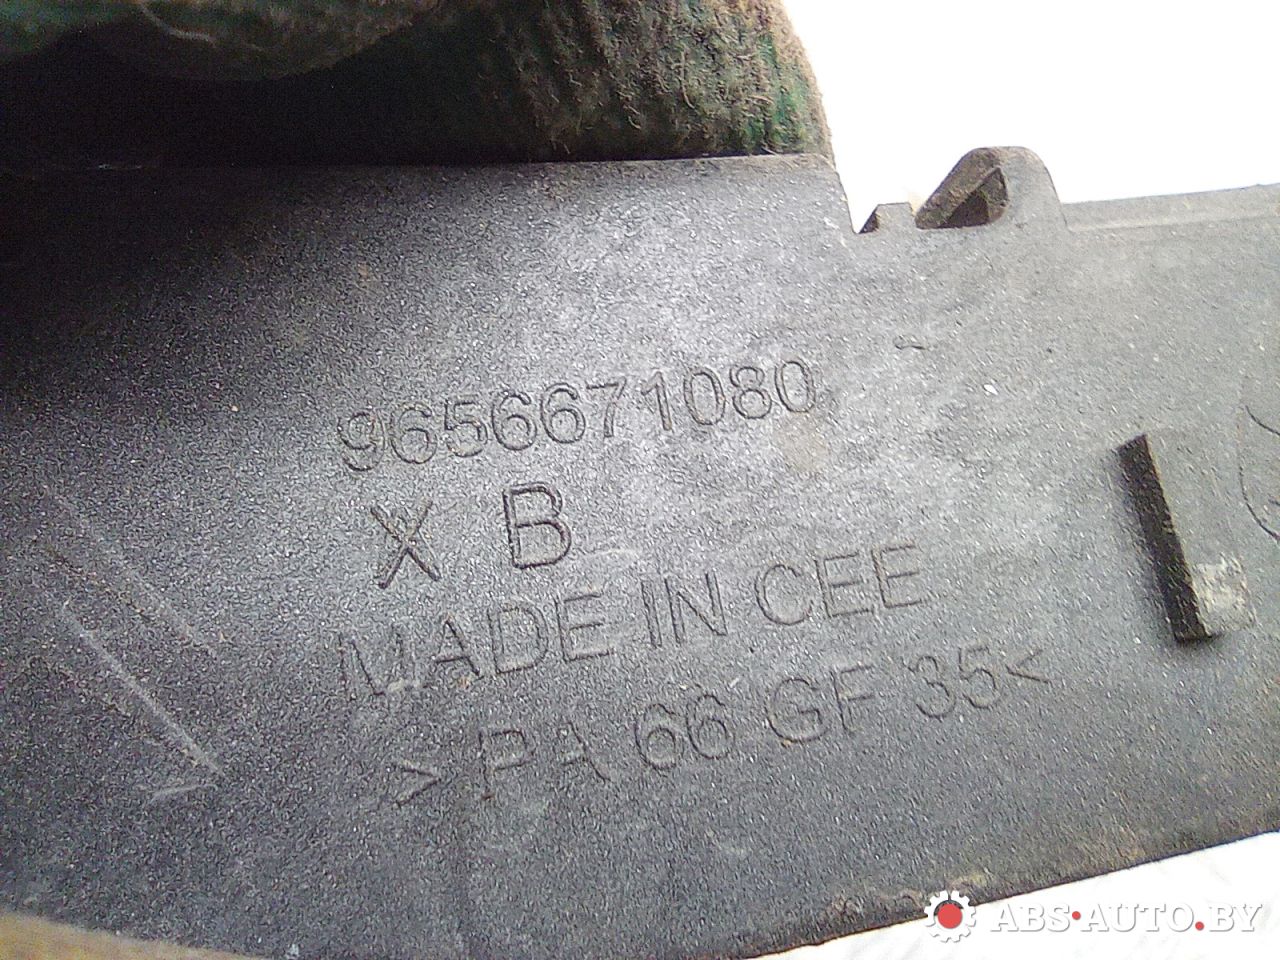 9656671080
X B
MADE IN CEE
>PA 66 GF 35<
ABS-AUTO.BY